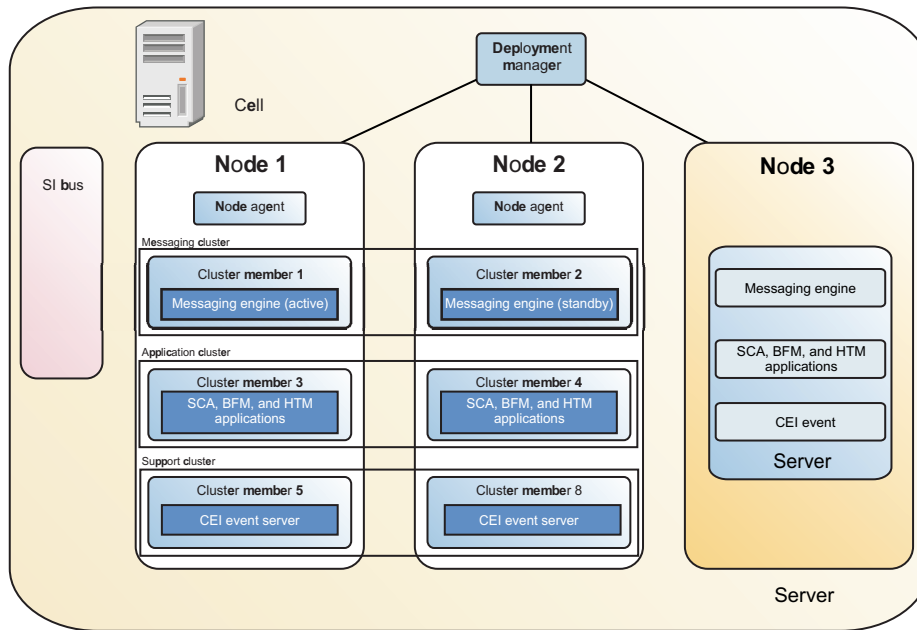 Deployment
manager
Cell
SI bus
Node 1
Node agent
Node 2
Node agent
Node 3
Messaging cluster
Cluster member 1
Messaging engine (active)
Cluster member 2
Messaging engine (standby)
Application cluster
Cluster member 3
SCA, BFM, and HTM
applications
Cluster member 4
SCA, BFM, and HTM
applications
Support cluster
Cluster member 5
CEI event server
Cluster member 8
CEI event server
Messaging engine
SCA, BFM, and HTM
applications
CEI event
Server
Server